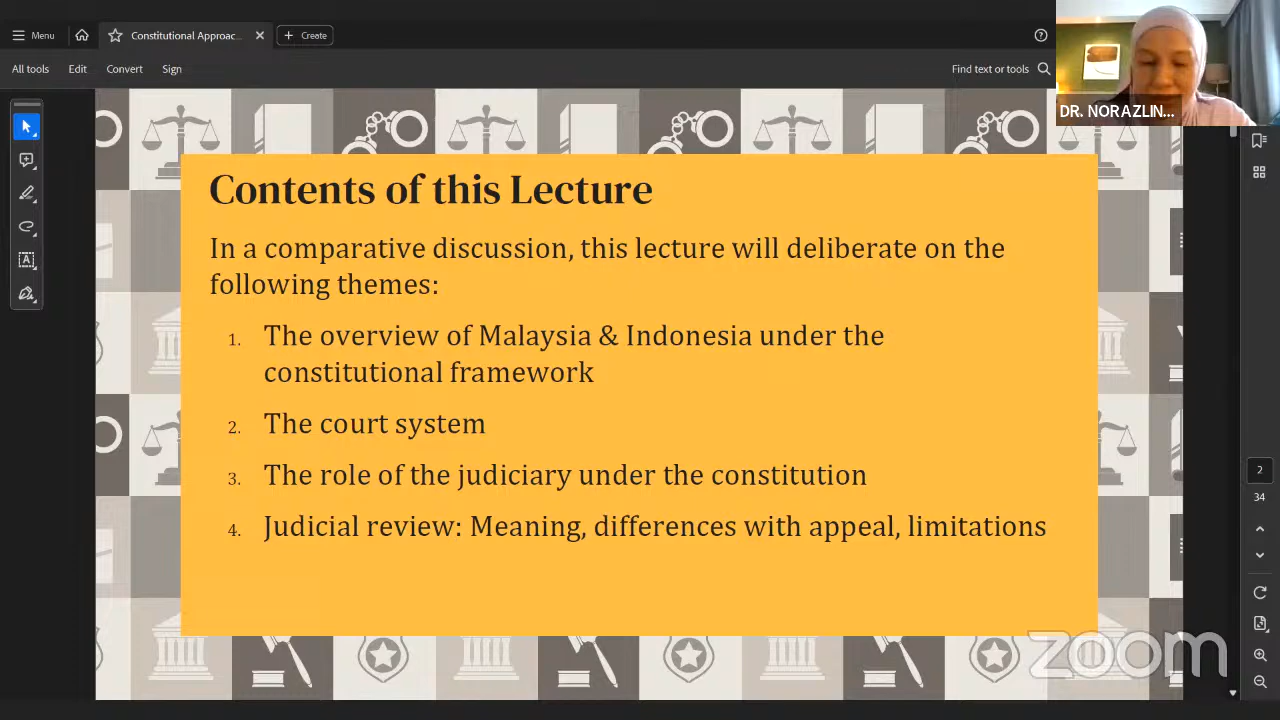 Menu
Constitutional Approac...
Create
All tools
Edit
Convert
Sign
Find text or tools
DR. NORAZLIN...
Contents of this Lecture
In a comparative discussion, this lecture will deliberate on the
following themes:
1. The overview of Malaysia & Indonesia under the
constitutional framework
2. The court system
3. The role of the judiciary under the constitution
4. Judicial review: Meaning, differences with appeal, limitations
2
34
zoom